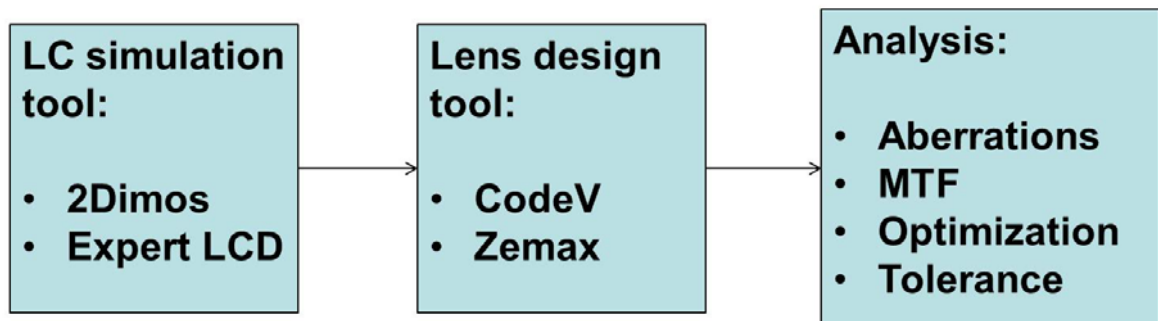 LC simulation
tool:
• 2Dimos
• Expert LCD
Lens design
tool:
• CodeV
• Zemax
Analysis:
• Aberrations
• MTF
• Optimization
• Tolerance